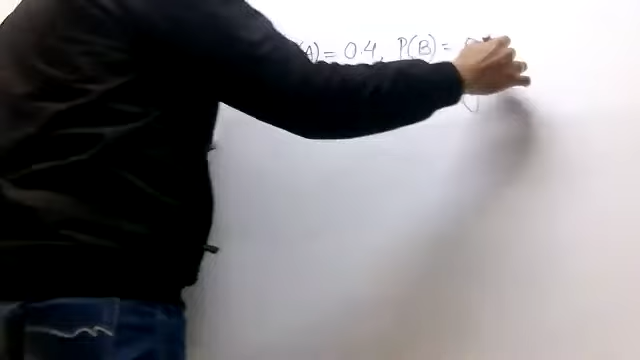 A) = 0.4, P(B) =